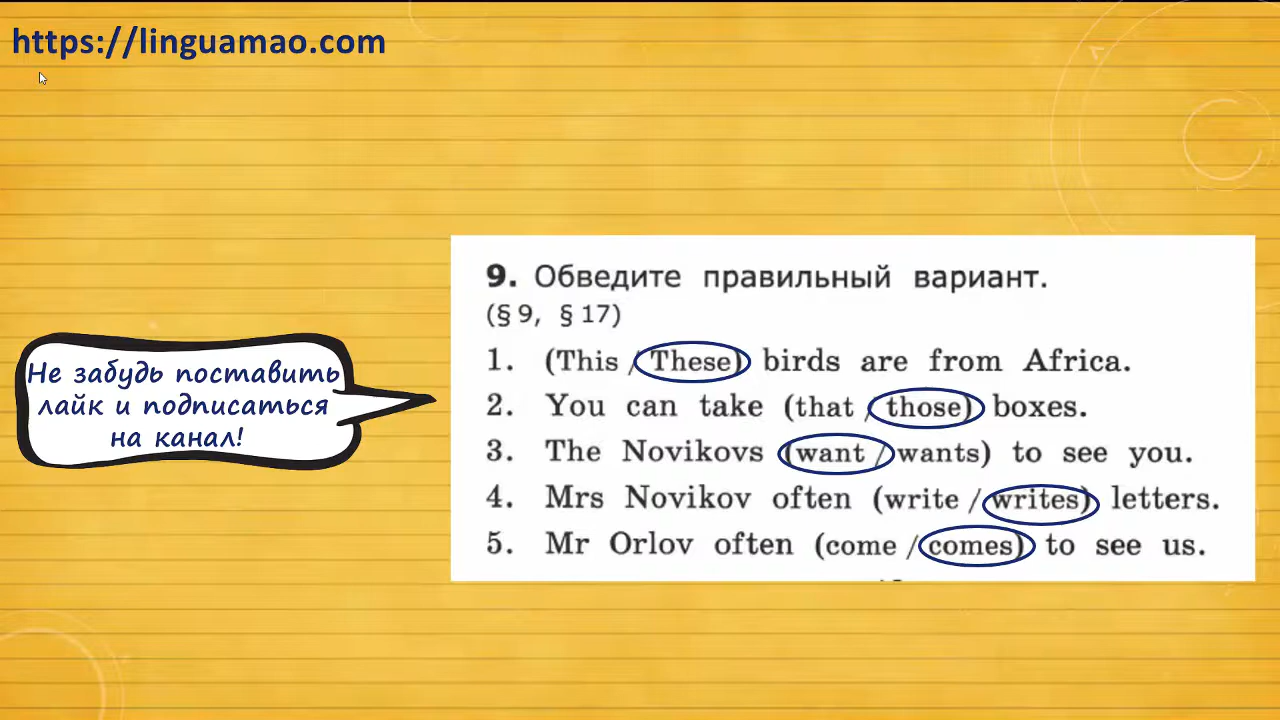 https://linguamao.com
Не забудь поставить
лайк и подписаться
на канал!
9. Обведите правильный вариант.
(§ 9, § 17)
1. (This / These) birds are from Africa.
2. You can take (that / those) boxes.
3. The Novikovs (want / wants) to see you.
4. Mrs Novikov often (write / writes) letters.
5. Mr Orlov often (come / comes) to see us.